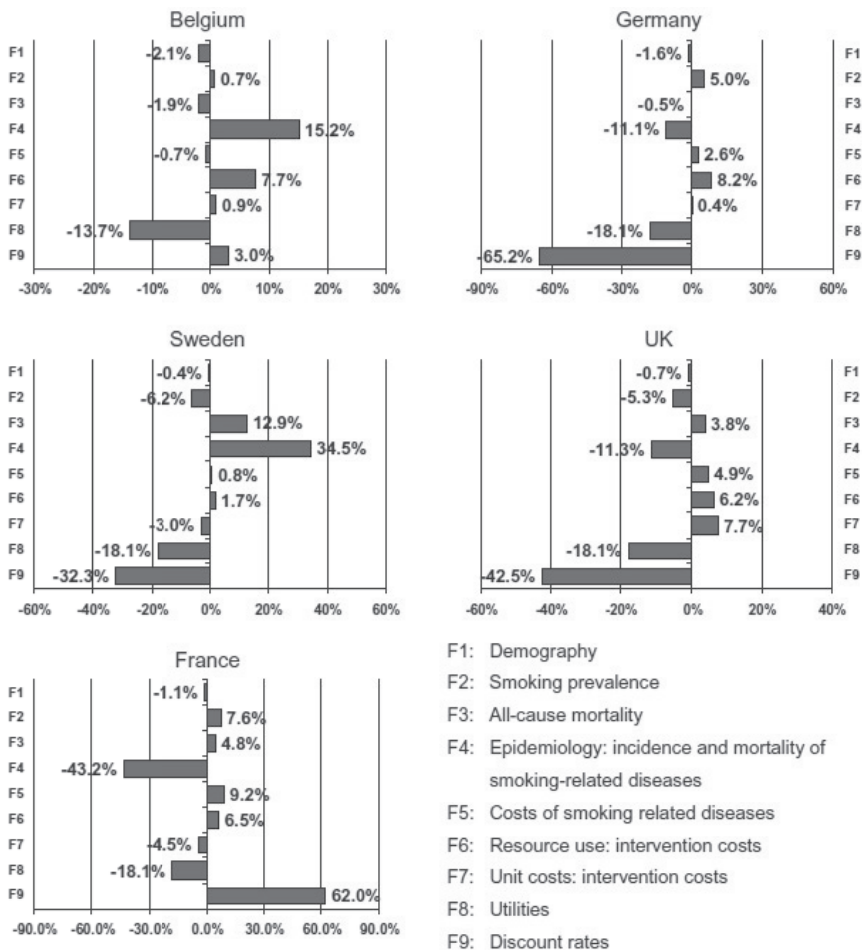 Belgium
F1 -2.1%
F2 0.7%
F3 -1.9%
F4 15.2%
F5 -0.7%
F6 7.7%
F7 0.9%
F8 -13.7%
F9 3.0%
-30% -20% -10% 0% 10% 20% 30%
Germany
-1.6% F1
5.0% F2
-0.5% F3
-11.1% F4
2.6% F5
8.2% F6
0.4% F7
-18.1% F8
-65.2% F9
-90% -60% -30% 0% 30% 60%
Sweden
F1 -0.4%
F2 -6.2%
F3 12.9%
F4 34.5%
F5 0.8%
F6 1.7%
F7 -3.0%
F8 -18.1%
F9 -32.3%
-60% -40% -20% 0% 20% 40% 60%
UK
-0.7% F1
-5.3% F2
3.8% F3
-11.3% F4
4.9% F5
6.2% F6
7.7% F7
-18.1% F8
-42.5% F9
-60% -40% -20% 0% 20% 40%
France
F1 -1.1%
F2 7.6%
F3 4.8%
F4 -43.2%
F5 9.2%
F6 6.5%
F7 -4.5%
F8 -18.1%
F9 62.0%
-90.0% -60.0% -30.0% 0.0% 30.0% 60.0% 90.0%
F1: Demography
F2: Smoking prevalence
F3: All-cause mortality
F4: Epidemiology: incidence and mortality of
smoking-related diseases
F5: Costs of smoking related diseases
F6: Resource use: intervention costs
F7: Unit costs: intervention costs
F8: Utilities
F9: Discount rates